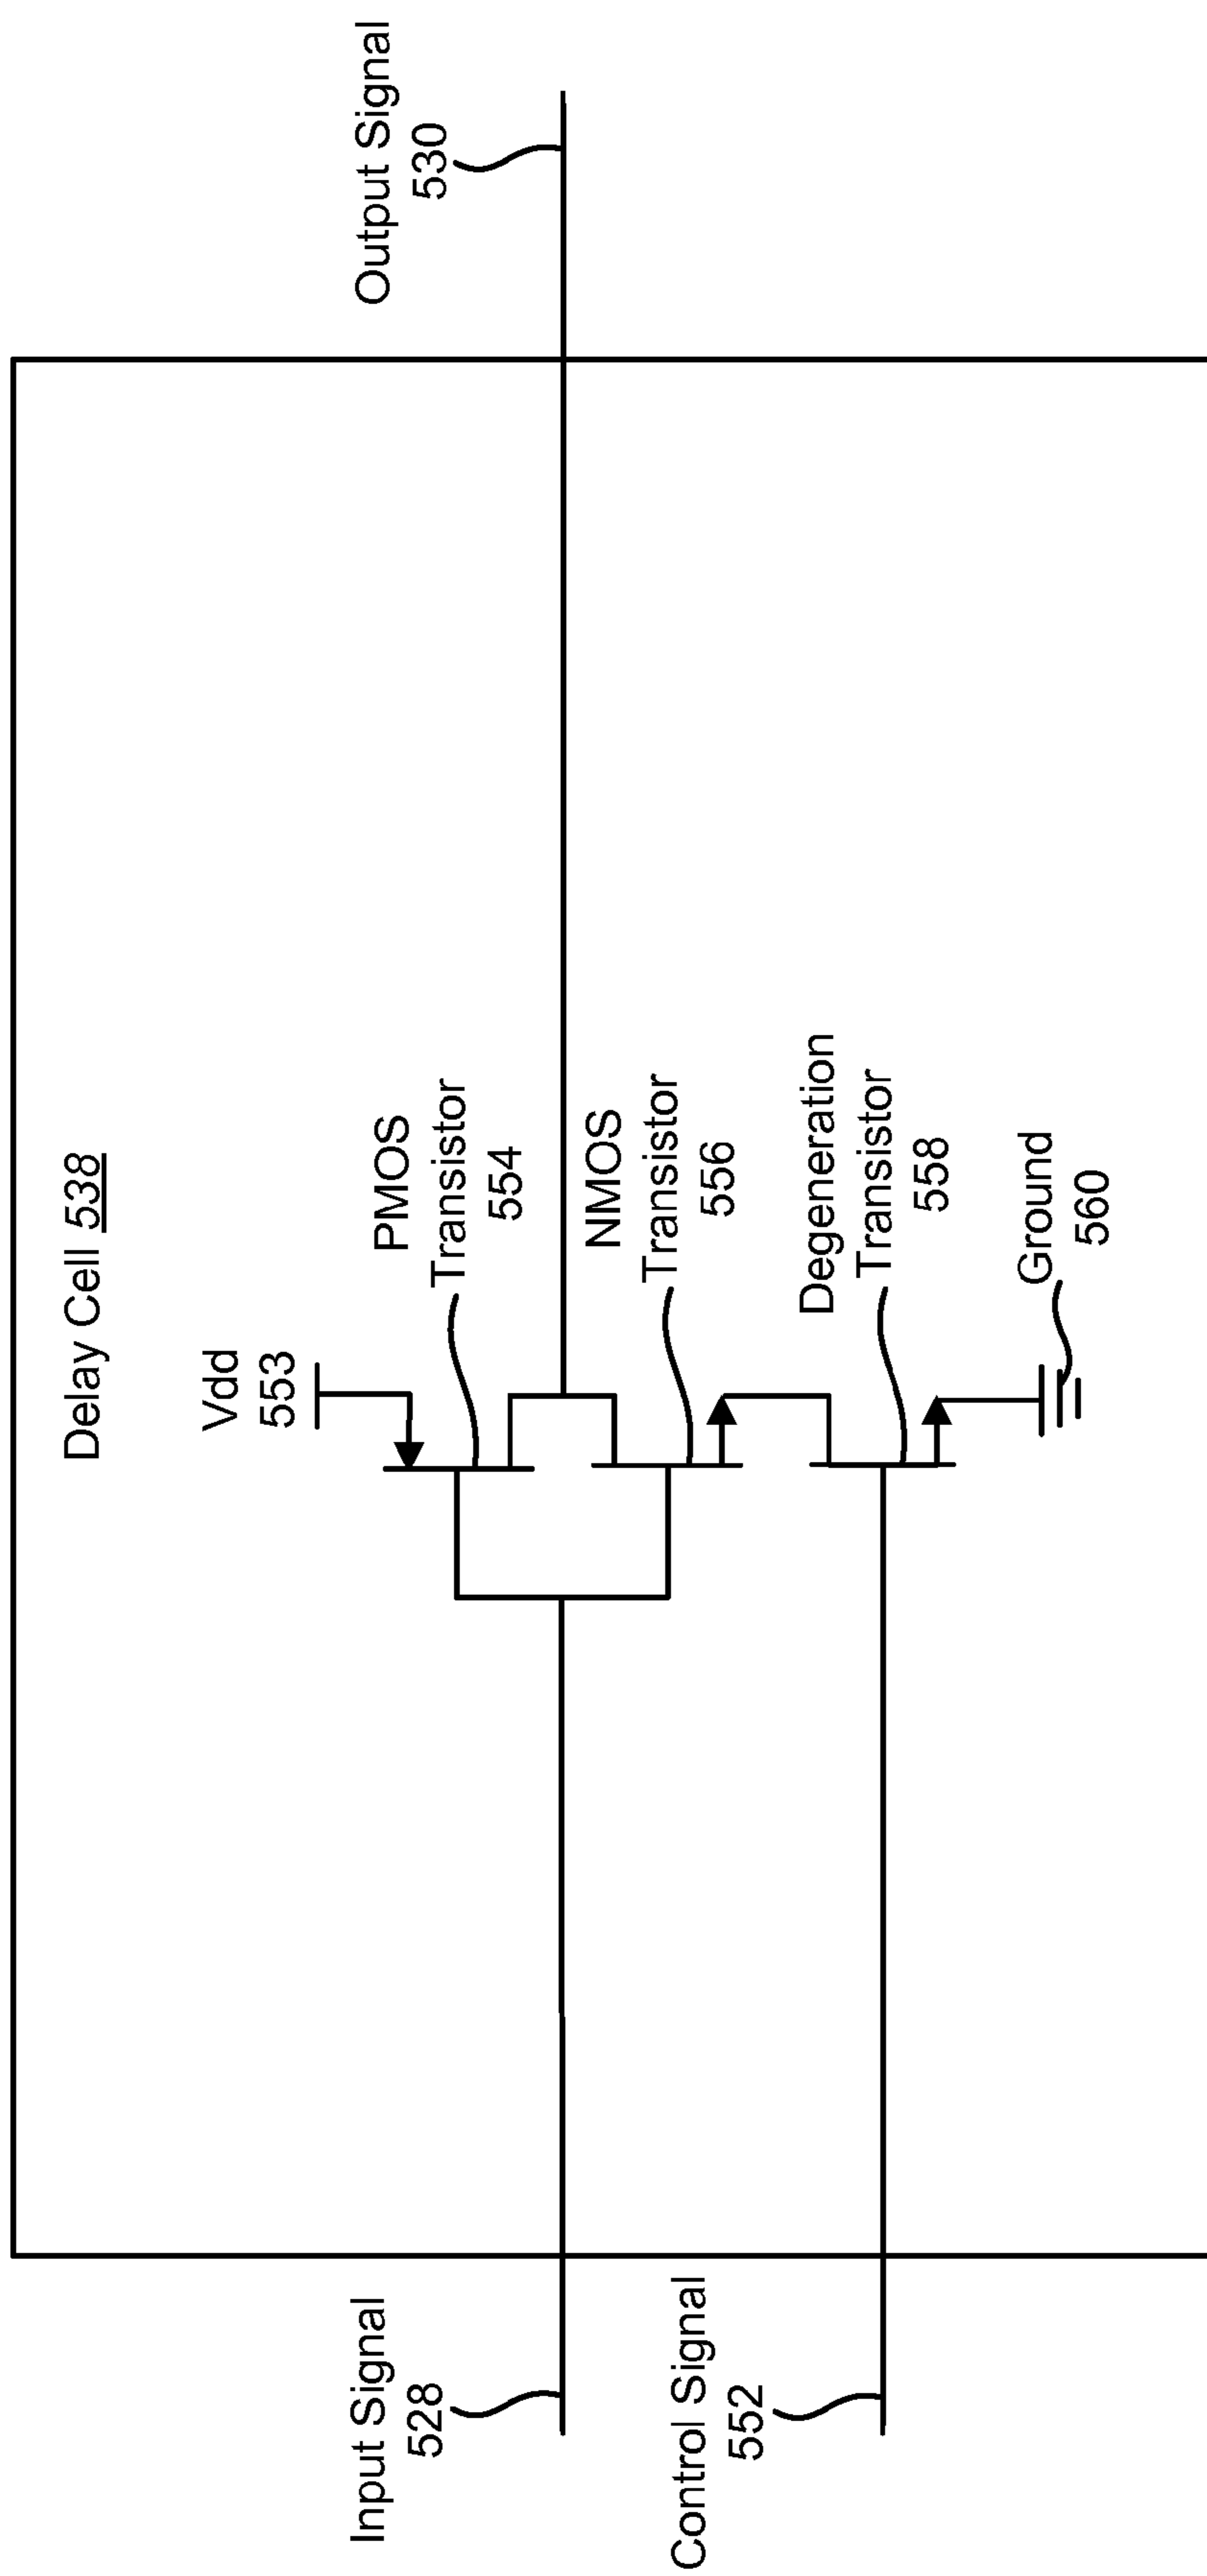 Delay Cell 538
Vdd
553
Input Signal
528
Output Signal
530
PMOS
Transistor
554
NMOS
Transistor
556
Control Signal
552
Degeneration
Transistor
558
Ground
560